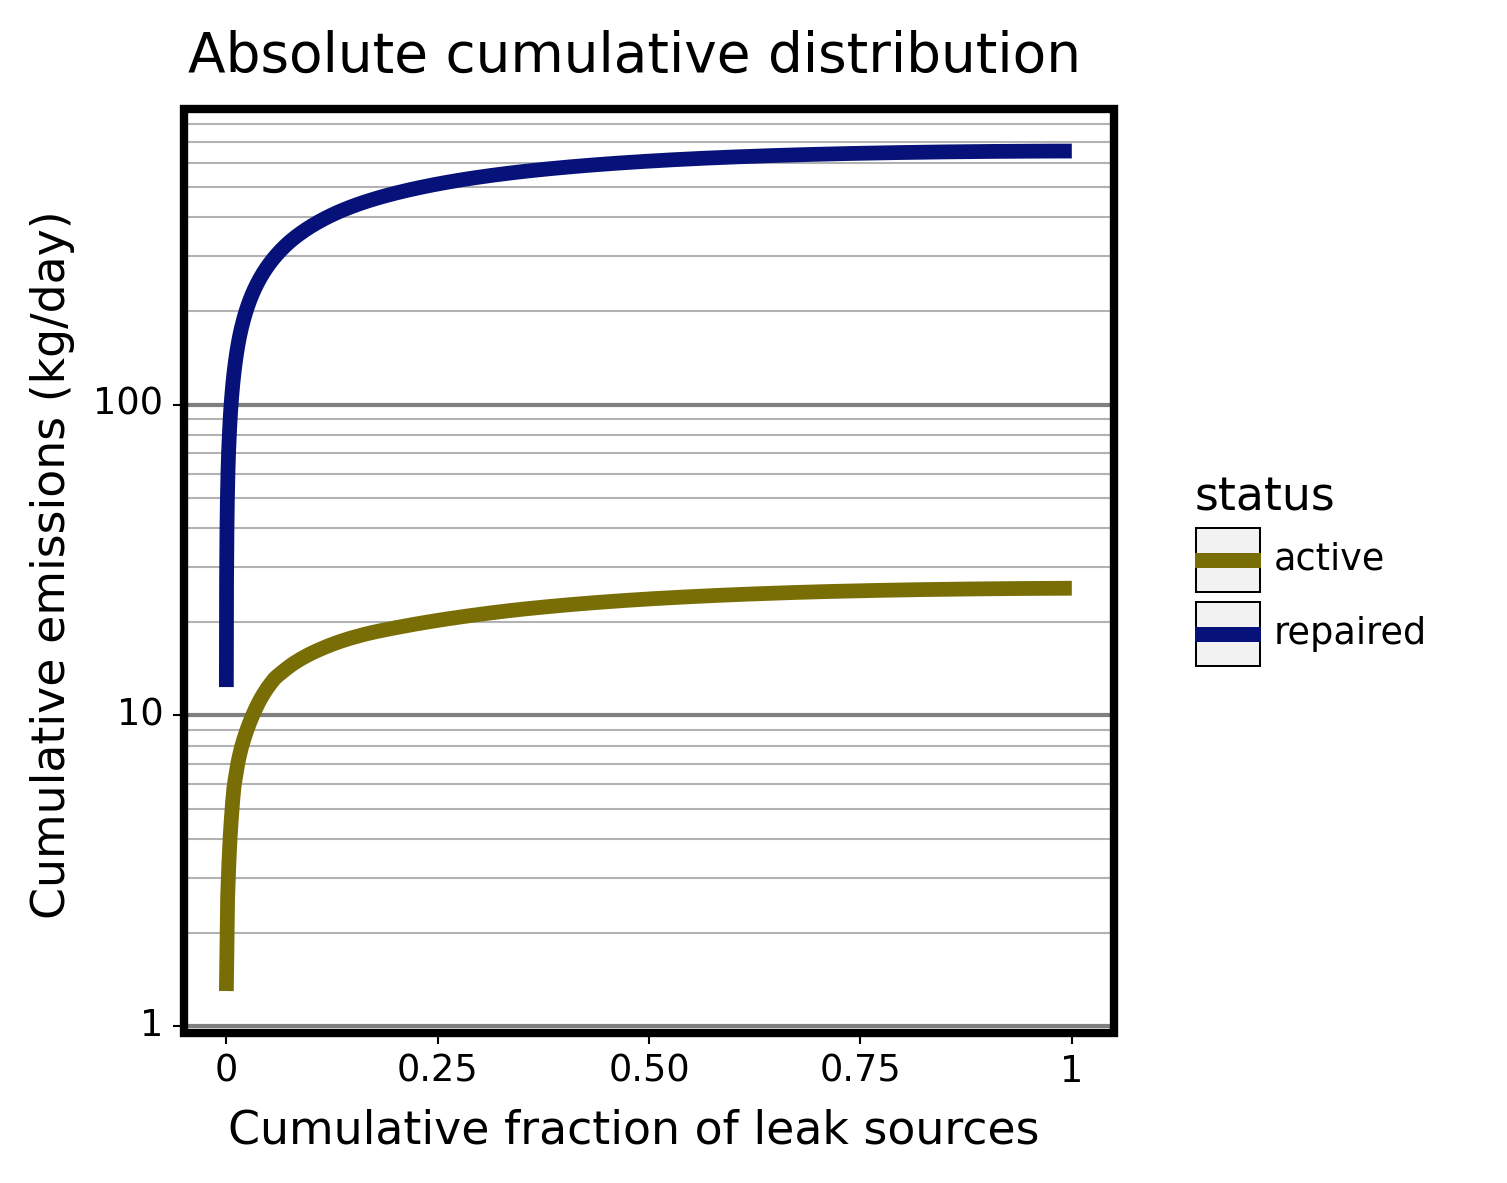 Absolute cumulative distribution
Cumulative emissions (kg/day)
100
10
1
0 0.25 0.50 0.75 1
Cumulative fraction of leak sources
status
active
repaired